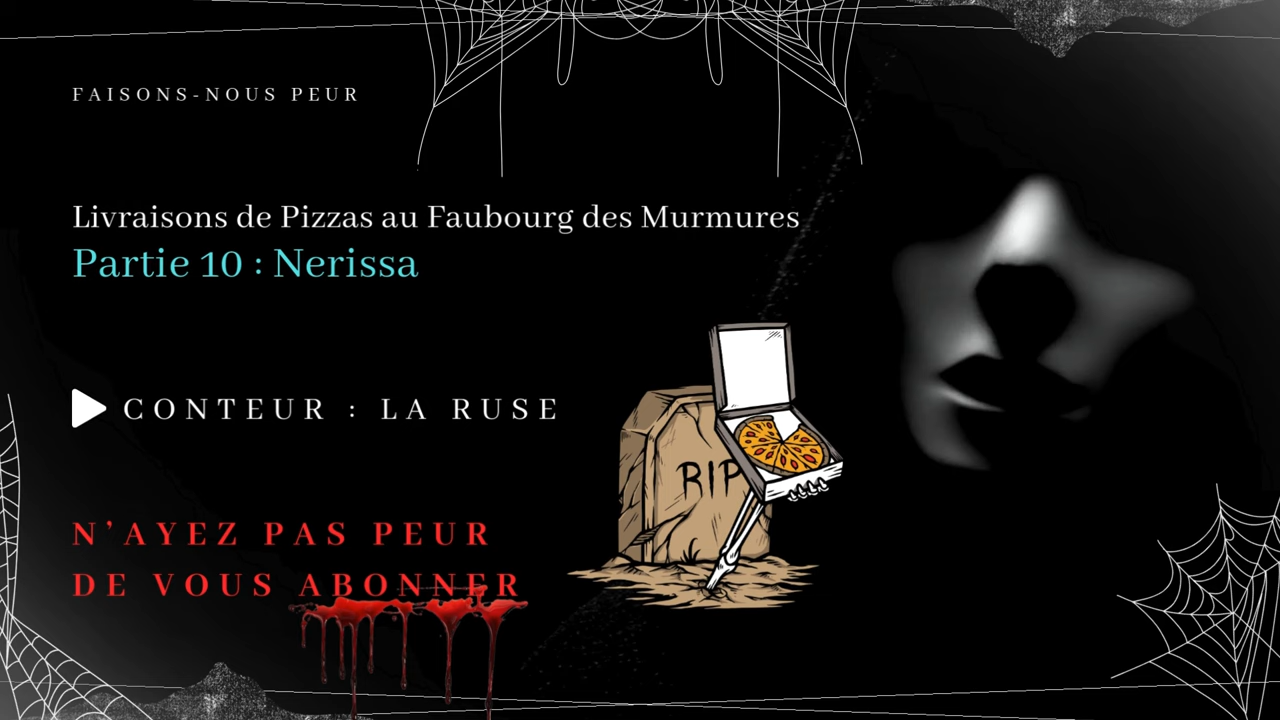 FAISONS-NOUS PEUR
Livraisons de Pizzas au Faubourg des Murmures
Partie 10 : Nerissa
CONTEUR : LA RUSE
RIP
N’AYEZ PAS PEUR
DE VOUS ABONNER